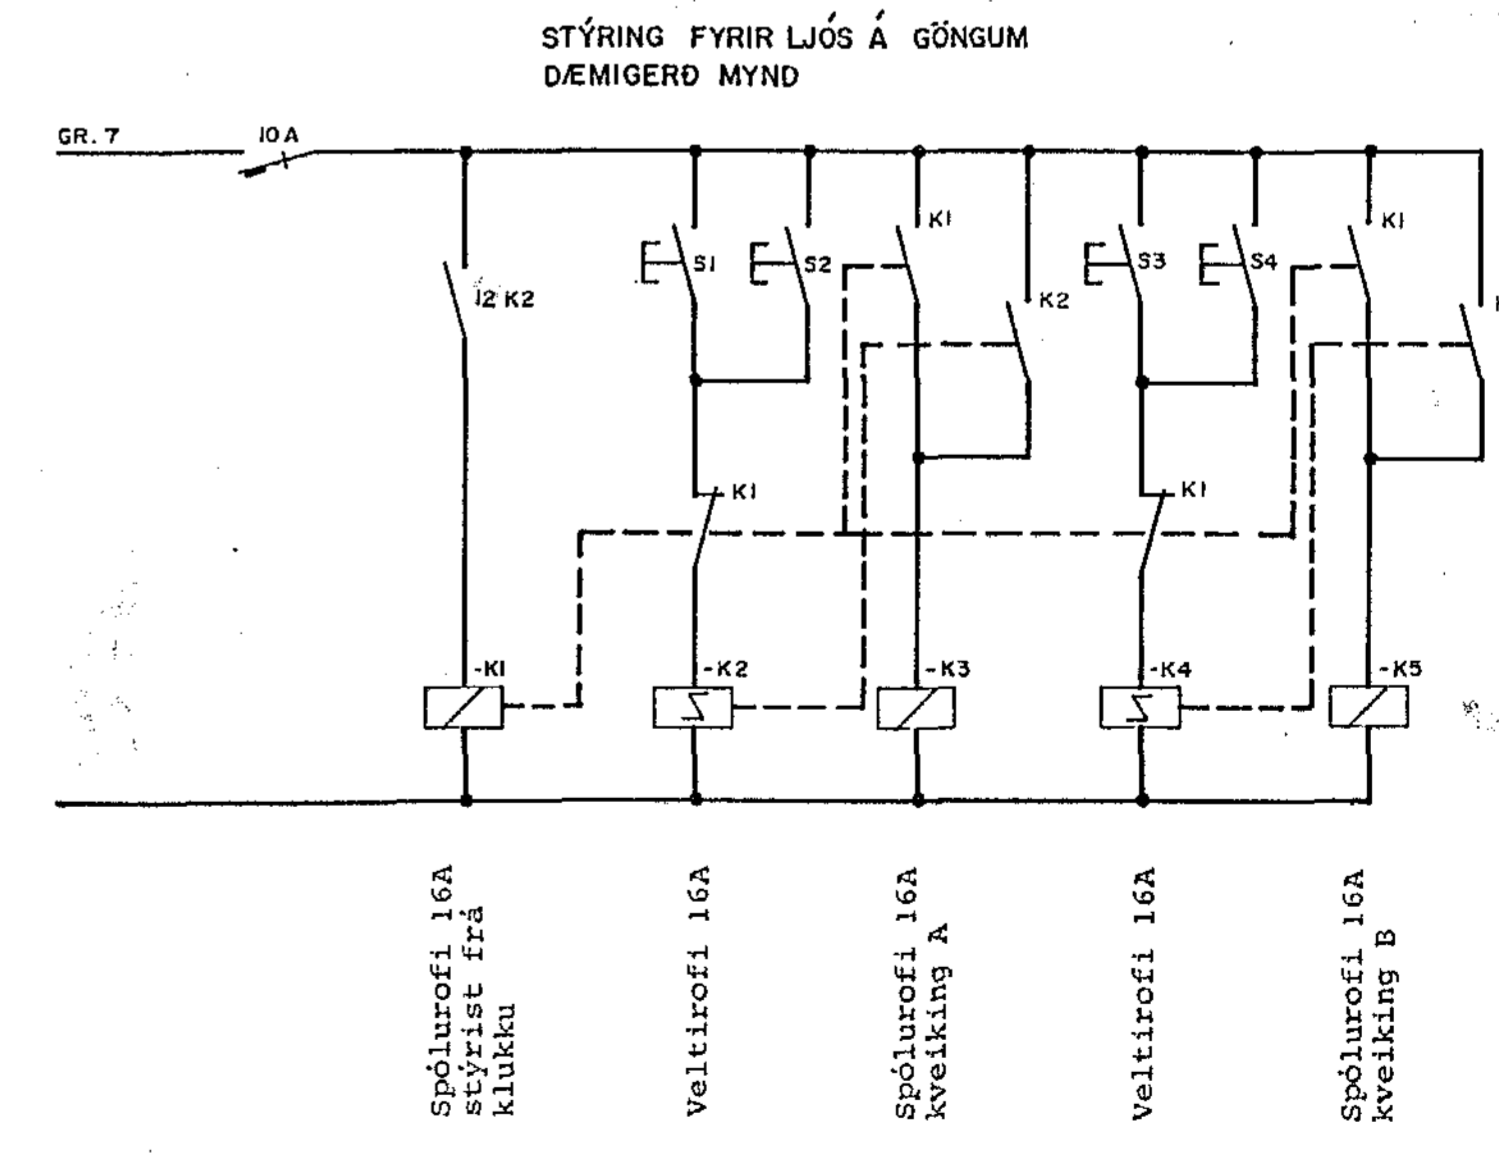 STÝRING FYRIR LJÓS Á GÖNGUM
DÆMIGERÐ MYND
GR. 7
10 A
12 K2
S1
S2
K1
K2
S3
S4
K1
K1
K1
-K1
-K2
-K3
-K4
-K5
Spólurofi 16A
stýrist frá
klukku
Veltirofi 16A
Spólurofi 16A
kveiking A
Veltirofi 16A
Spólurofi 16A
kveiking B